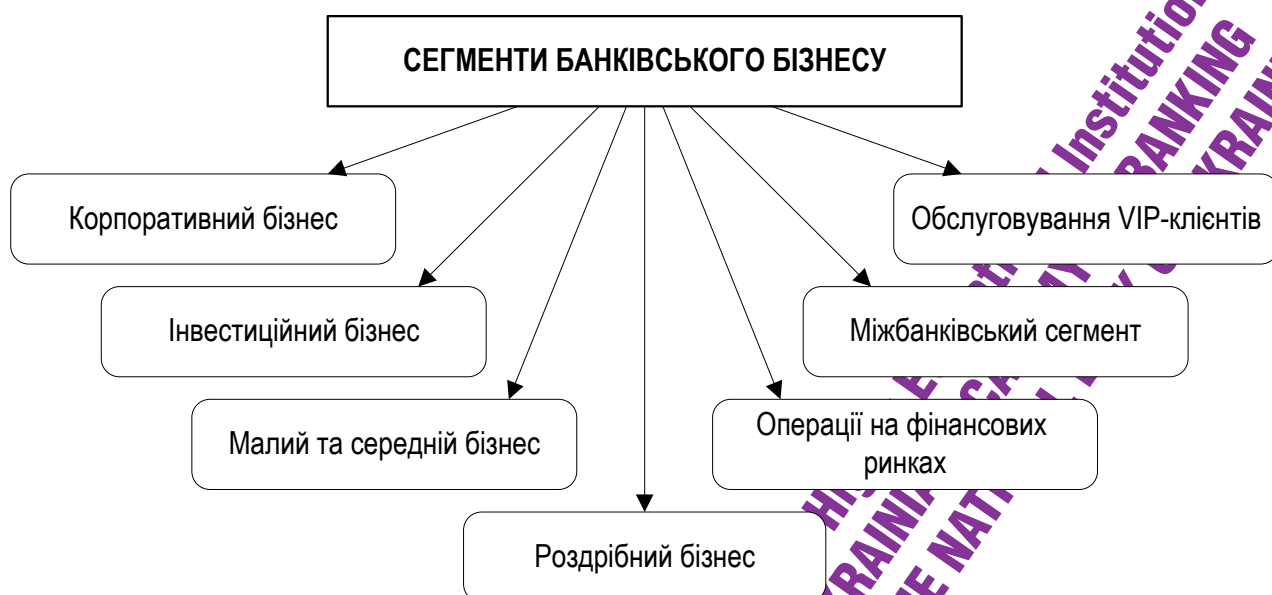 СЕГМЕНТИ БАНКІВСЬКОГО БІЗНЕСУ
Корпоративний бізнес
Обслуговування VIP-клієнтів
Інвестиційний бізнес
Міжбанківський сегмент
Малий та середній бізнес
Операції на фінансових
ринках
Роздрібний бізнес
Institution
BANKING